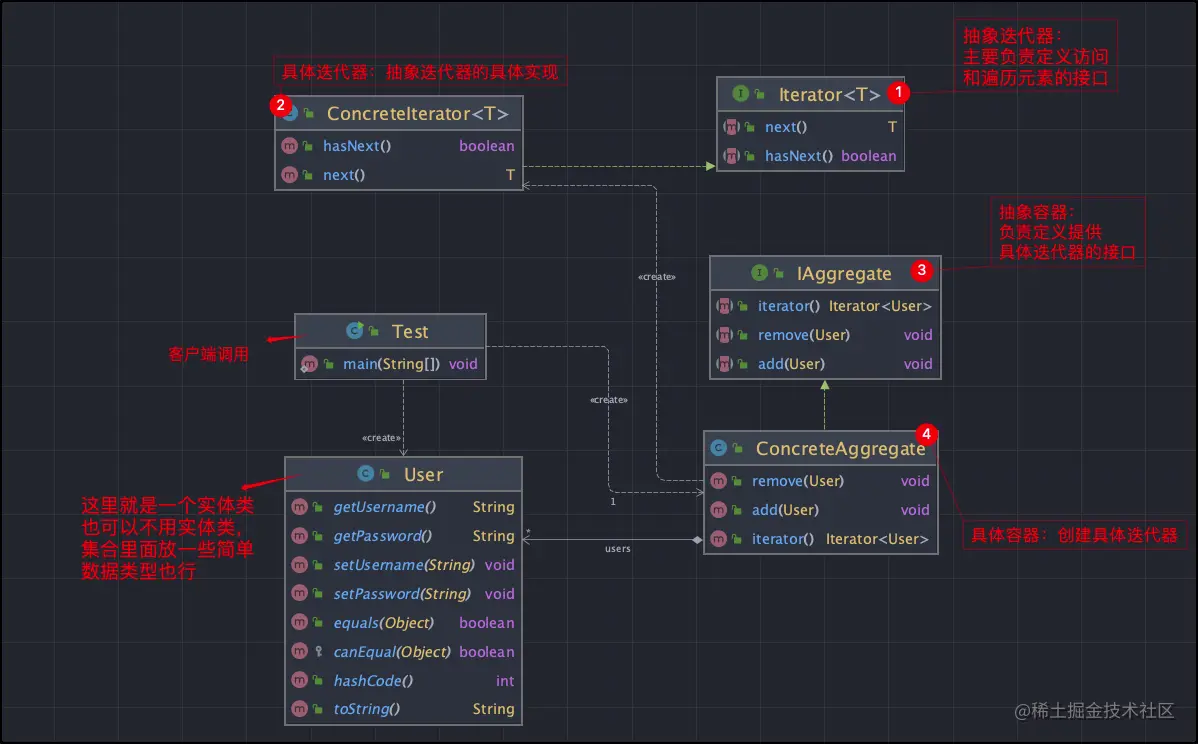 抽象迭代器：
主要负责定义访问
和遍历元素的接口
具体迭代器：抽象迭代器的具体实现
2
ConcreteIterator<T>
hasNext() boolean
next() T
Iterator<T>
1
next() T
hasNext() boolean
抽象容器：
负责定义提供
具体迭代器的接口
«create»
IAggregate
3
iterator() Iterator<User>
remove(User) void
add(User) void
客户端调用
Test
main(String[]) void
«create»
«create»
1
ConcreteAggregate
4
remove(User) void
add(User) void
iterator() Iterator<User>
具体容器：创建具体迭代器
*
users
这里就是一个实体类
也可以不用实体类，
集合里面放一些简单
数据类型也行
User
getUsername() String
getPassword() String
setUsername(String) void
setPassword(String) void
equals(Object) boolean
canEqual(Object) boolean
hashCode() int
toString() String
@稀土掘金技术社区